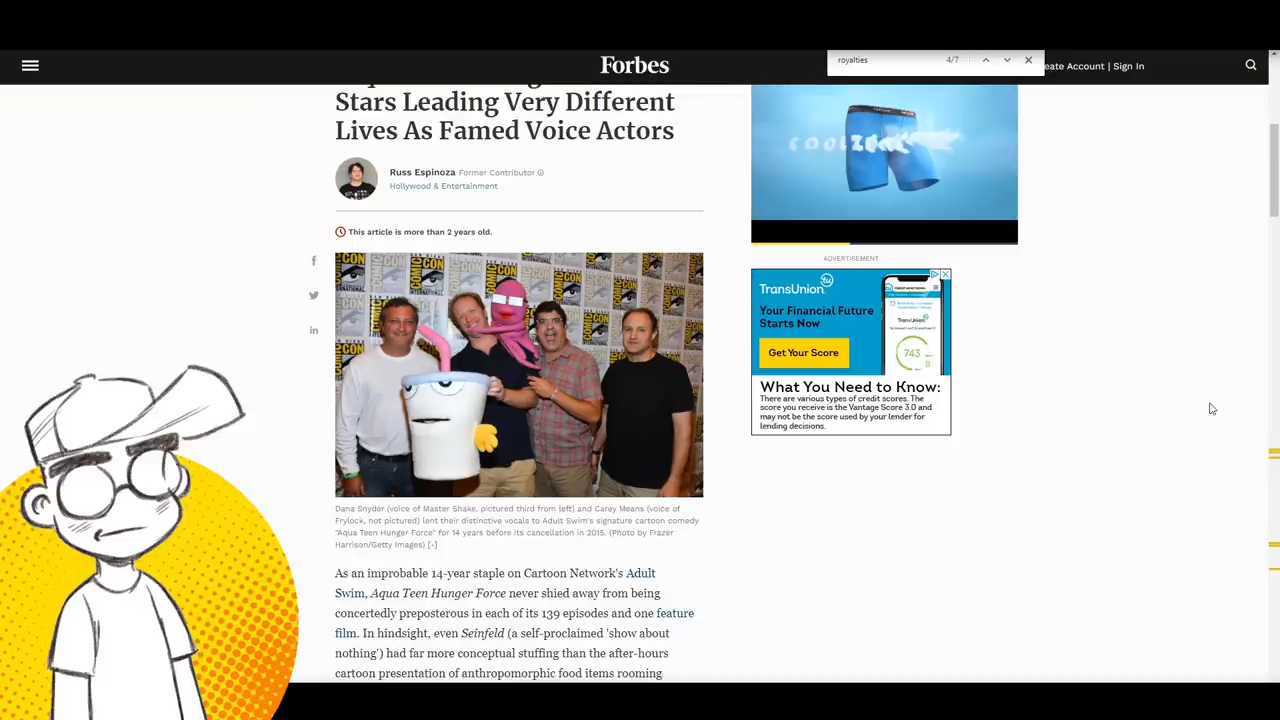 Forbes
royalties
4/7
eate Account | Sign In
Stars Leading Very Different
Lives As Famed Voice Actors
Russ Espinoza Former Contributor
Hollywood & Entertainment
This article is more than 2 years old.
COMIC CON
INTERNATIONAL
Dana Snyder (voice of Master Shake, pictured third from left) and Carey Means (voice of
Frylock, not pictured) lent their distinctive vocals to Adult Swim's signature cartoon comedy
"Aqua Teen Hunger Force" for 14 years before its cancellation in 2015. (Photo by Frazer
Harrison/Getty Images) [-]
As an improbable 14-year staple on Cartoon Network's Adult
Swim, Aqua Teen Hunger Force never shied away from being
concertedly preposterous in each of its 139 episodes and one feature
film. In hindsight, even Seinfeld (a self-proclaimed 'show about
nothing') had far more conceptual stuffing than the after-hours
cartoon presentation of anthropomorphic food items rooming
ADVERTISEMENT
TransUnion
tu
Your Financial Future
Starts Now
Get Your Score
743
What You Need to Know:
There are various types of credit scores. The
score you receive is the Vantage Score 3.0 and
may not be the score used by your lender for
lending decisions.